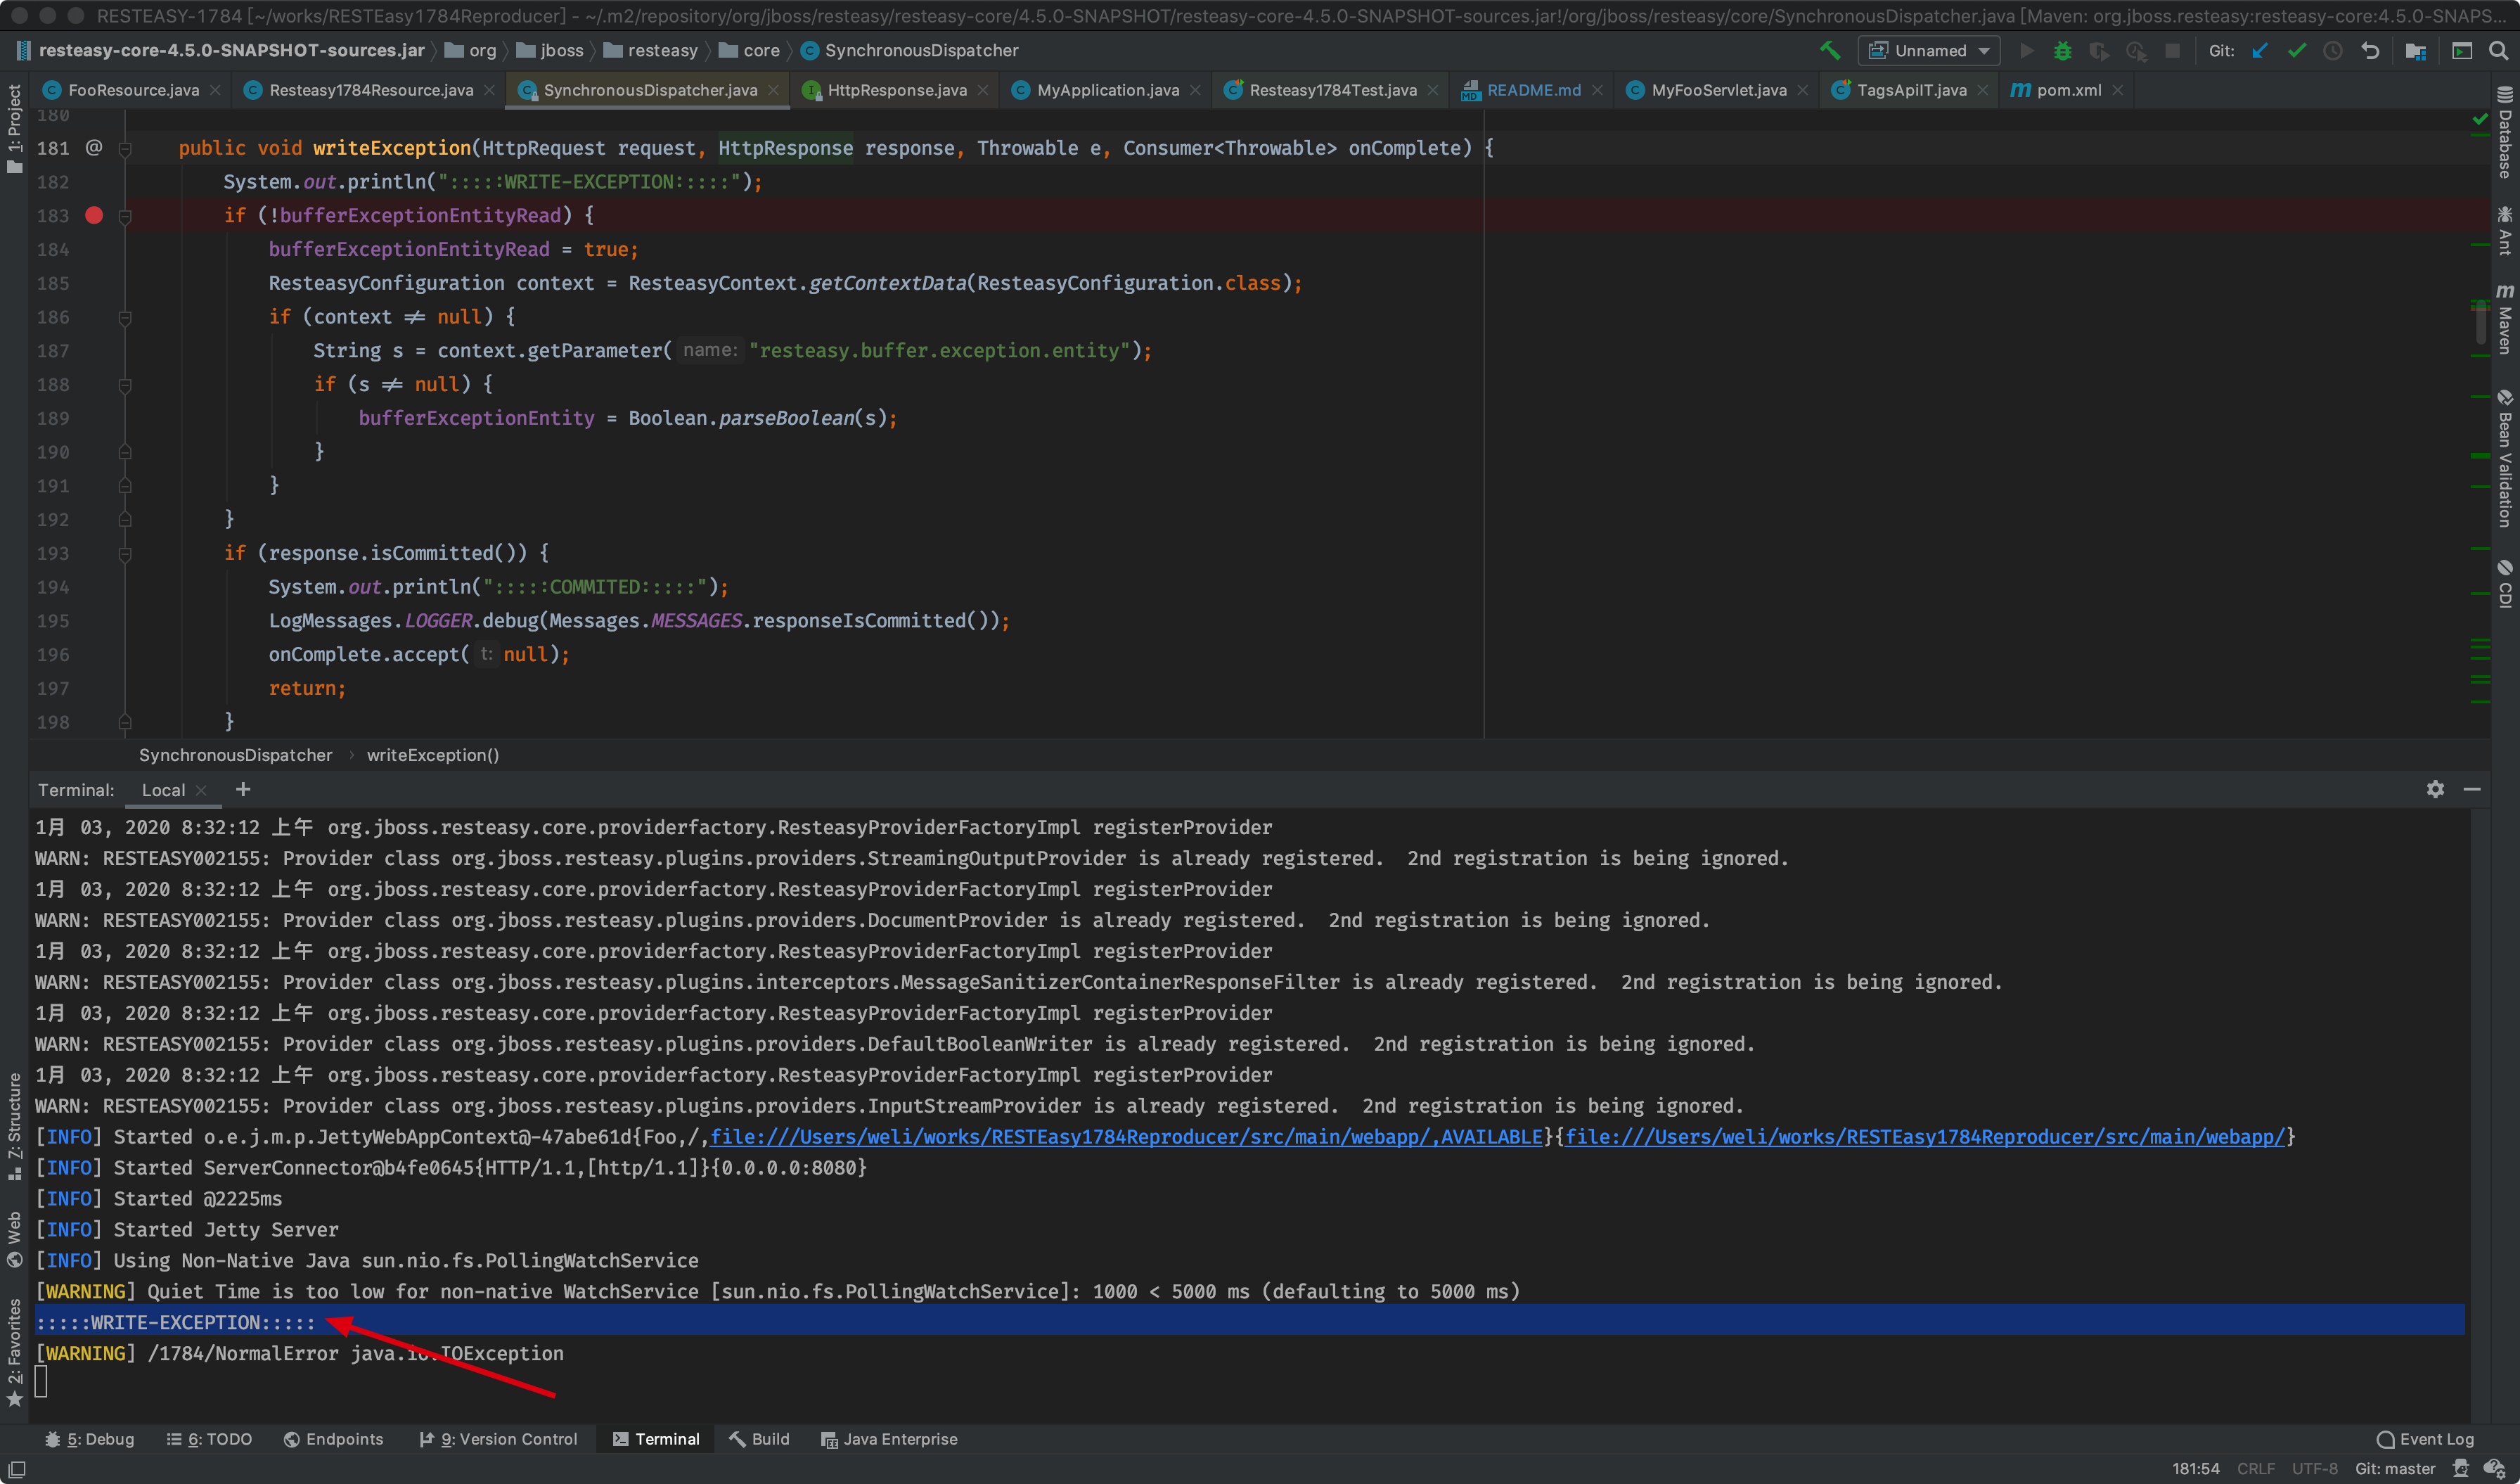 RESTEASY-1784 [~/works/RESTEasy1784Reproducer] - ~/.m2/repository/org/jboss/resteasy/resteasy-core/4.5.0-SNAPSHOT/resteasy-core-4.5.0-SNAPSHOT-sources.jar!/org/jboss/resteasy/core/SynchronousDispatcher.java [Maven: org.jboss.resteasy:resteasy-core:4.5.0-SNAPS...
resteasy-core-4.5.0-SNAPSHOT-sources.jar org jboss resteasy core SynchronousDispatcher Unnamed Git:
FooResource.java Resteasy1784Resource.java SynchronousDispatcher.java HttpResponse.java MyApplication.java Resteasy1784Test.java README.md MyFooServlet.java TagsApiIT.java pom.xml
1: Project
180
181 @ public void writeException(HttpRequest request, HttpResponse response, Throwable e, Consumer<Throwable> onComplete) {
182 System.out.println(":::::WRITE-EXCEPTION:::::");
183 if (!bufferExceptionEntityRead) {
184 bufferExceptionEntityRead = true;
185 ResteasyConfiguration context = ResteasyContext.getContextData(ResteasyConfiguration.class);
186 if (context ≠ null) {
187 String s = context.getParameter( name: "resteasy.buffer.exception.entity");
188 if (s ≠ null) {
189 bufferExceptionEntity = Boolean.parseBoolean(s);
190 }
191 }
192 }
193 if (response.isCommitted()) {
194 System.out.println(":::::COMMITED:::::");
195 LogMessages.LOGGER.debug(Messages.MESSAGES.responseIsCommitted());
196 onComplete.accept( t: null);
197 return;
198 }
Database
Ant
Maven
Bean Validation
CDI
SynchronousDispatcher › writeException()
Terminal: Local
1月 03, 2020 8:32:12 上午 org.jboss.resteasy.core.providerfactory.ResteasyProviderFactoryImpl registerProvider
WARN: RESTEASY002155: Provider class org.jboss.resteasy.plugins.providers.StreamingOutputProvider is already registered.  2nd registration is being ignored.
1月 03, 2020 8:32:12 上午 org.jboss.resteasy.core.providerfactory.ResteasyProviderFactoryImpl registerProvider
WARN: RESTEASY002155: Provider class org.jboss.resteasy.plugins.providers.DocumentProvider is already registered.  2nd registration is being ignored.
1月 03, 2020 8:32:12 上午 org.jboss.resteasy.core.providerfactory.ResteasyProviderFactoryImpl registerProvider
WARN: RESTEASY002155: Provider class org.jboss.resteasy.plugins.interceptors.MessageSanitizerContainerResponseFilter is already registered.  2nd registration is being ignored.
1月 03, 2020 8:32:12 上午 org.jboss.resteasy.core.providerfactory.ResteasyProviderFactoryImpl registerProvider
WARN: RESTEASY002155: Provider class org.jboss.resteasy.plugins.providers.DefaultBooleanWriter is already registered.  2nd registration is being ignored.
1月 03, 2020 8:32:12 上午 org.jboss.resteasy.core.providerfactory.ResteasyProviderFactoryImpl registerProvider
WARN: RESTEASY002155: Provider class org.jboss.resteasy.plugins.providers.InputStreamProvider is already registered.  2nd registration is being ignored.
[INFO] Started o.e.j.m.p.JettyWebAppContext@-47abe61d{Foo,/,file:///Users/weli/works/RESTEasy1784Reproducer/src/main/webapp/,AVAILABLE}{file:///Users/weli/works/RESTEasy1784Reproducer/src/main/webapp/}
[INFO] Started ServerConnector@b4fe0645{HTTP/1.1,[http/1.1]}{0.0.0.0:8080}
[INFO] Started @2225ms
[INFO] Started Jetty Server
[INFO] Using Non-Native Java sun.nio.fs.PollingWatchService
[WARNING] Quiet Time is too low for non-native WatchService [sun.nio.fs.PollingWatchService]: 1000 < 5000 ms (defaulting to 5000 ms)
:::::WRITE-EXCEPTION:::::
[WARNING] /1784/NormalError java.io.IOException
7: Structure
Web
2: Favorites
5: Debug 6: TODO Endpoints 9: Version Control Terminal Build Java Enterprise Event Log
181:54 CRLF UTF-8 Git: master